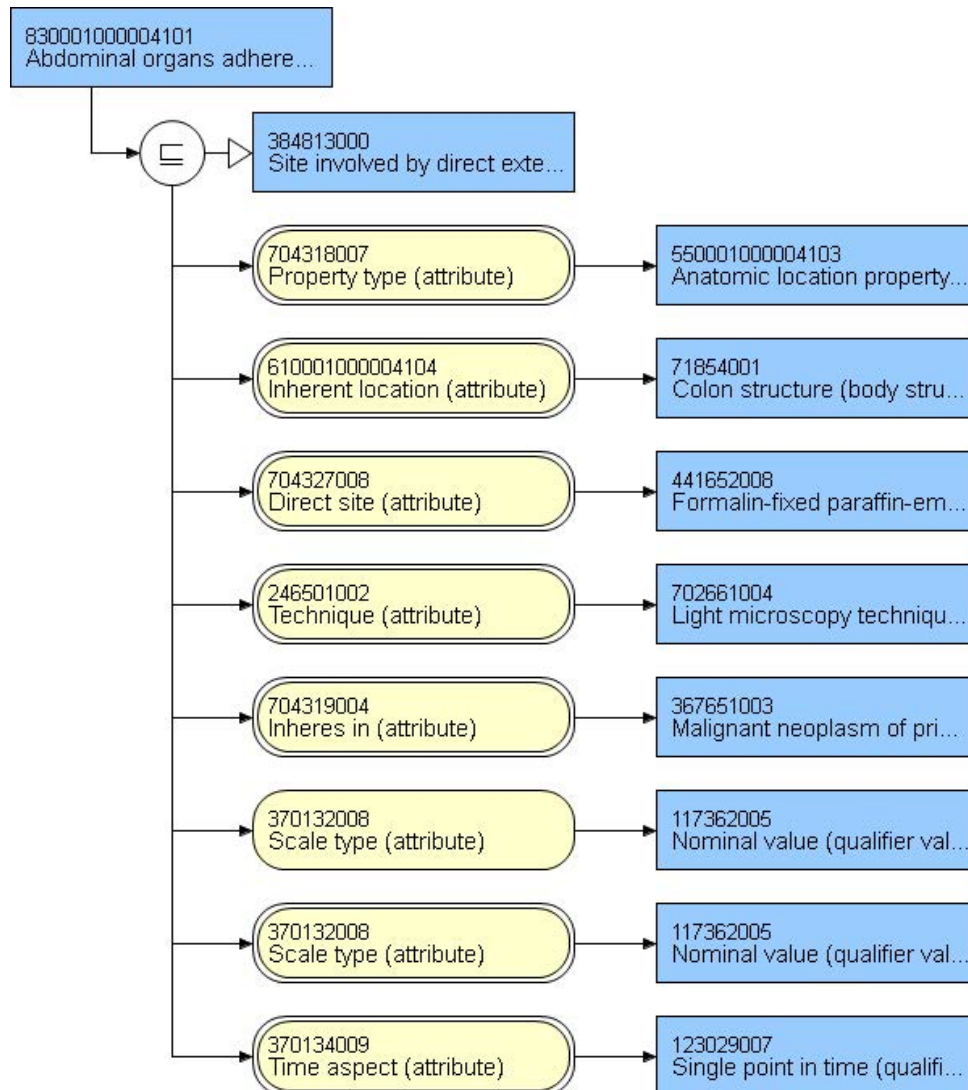 830001000004101
Abdominal organs adhere...
⊑
384813000
Site involved by direct exte...
704318007
Property type (attribute)
550001000004103
Anatomic location property...
610001000004104
Inherent location (attribute)
71854001
Colon structure (body stru...
704327008
Direct site (attribute)
441652008
Formalin-fixed paraffin-em...
246501002
Technique (attribute)
702661004
Light microscopy techniqu...
704319004
Inheres in (attribute)
367651003
Malignant neoplasm of pri...
370132008
Scale type (attribute)
117362005
Nominal value (qualifier val...
370132008
Scale type (attribute)
117362005
Nominal value (qualifier val...
370134009
Time aspect (attribute)
123029007
Single point in time (qualifi...